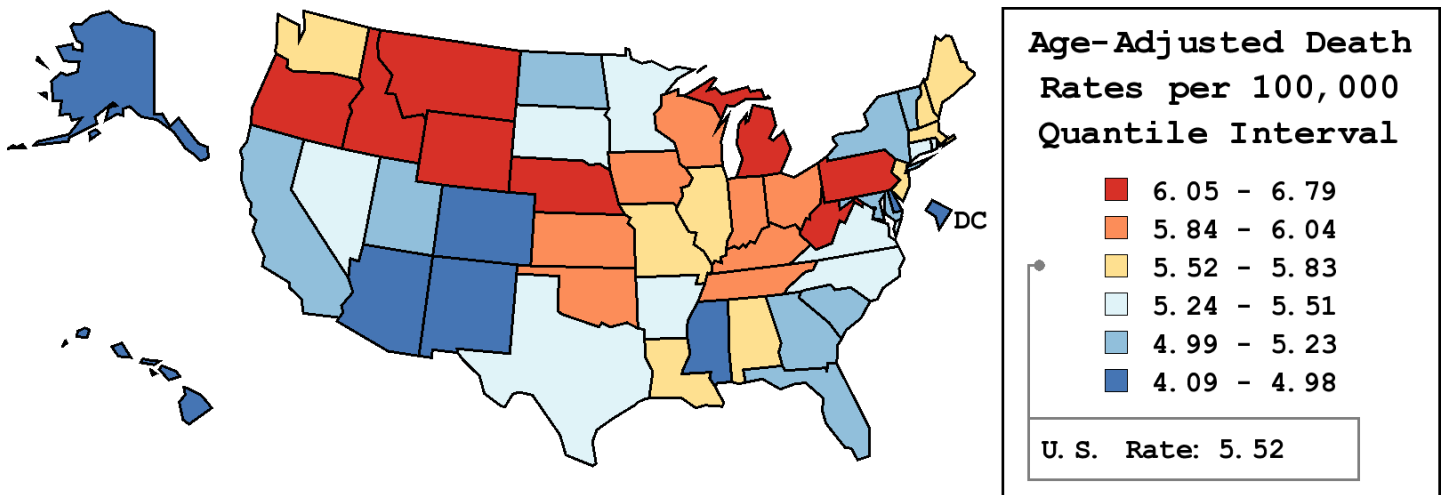 Age-Adjusted Death
Rates per 100,000
Quantile Interval
6.05 - 6.79
5.84 - 6.04
5.52 - 5.83
5.24 - 5.51
4.99 - 5.23
4.09 - 4.98
DC
U.S. Rate: 5.52